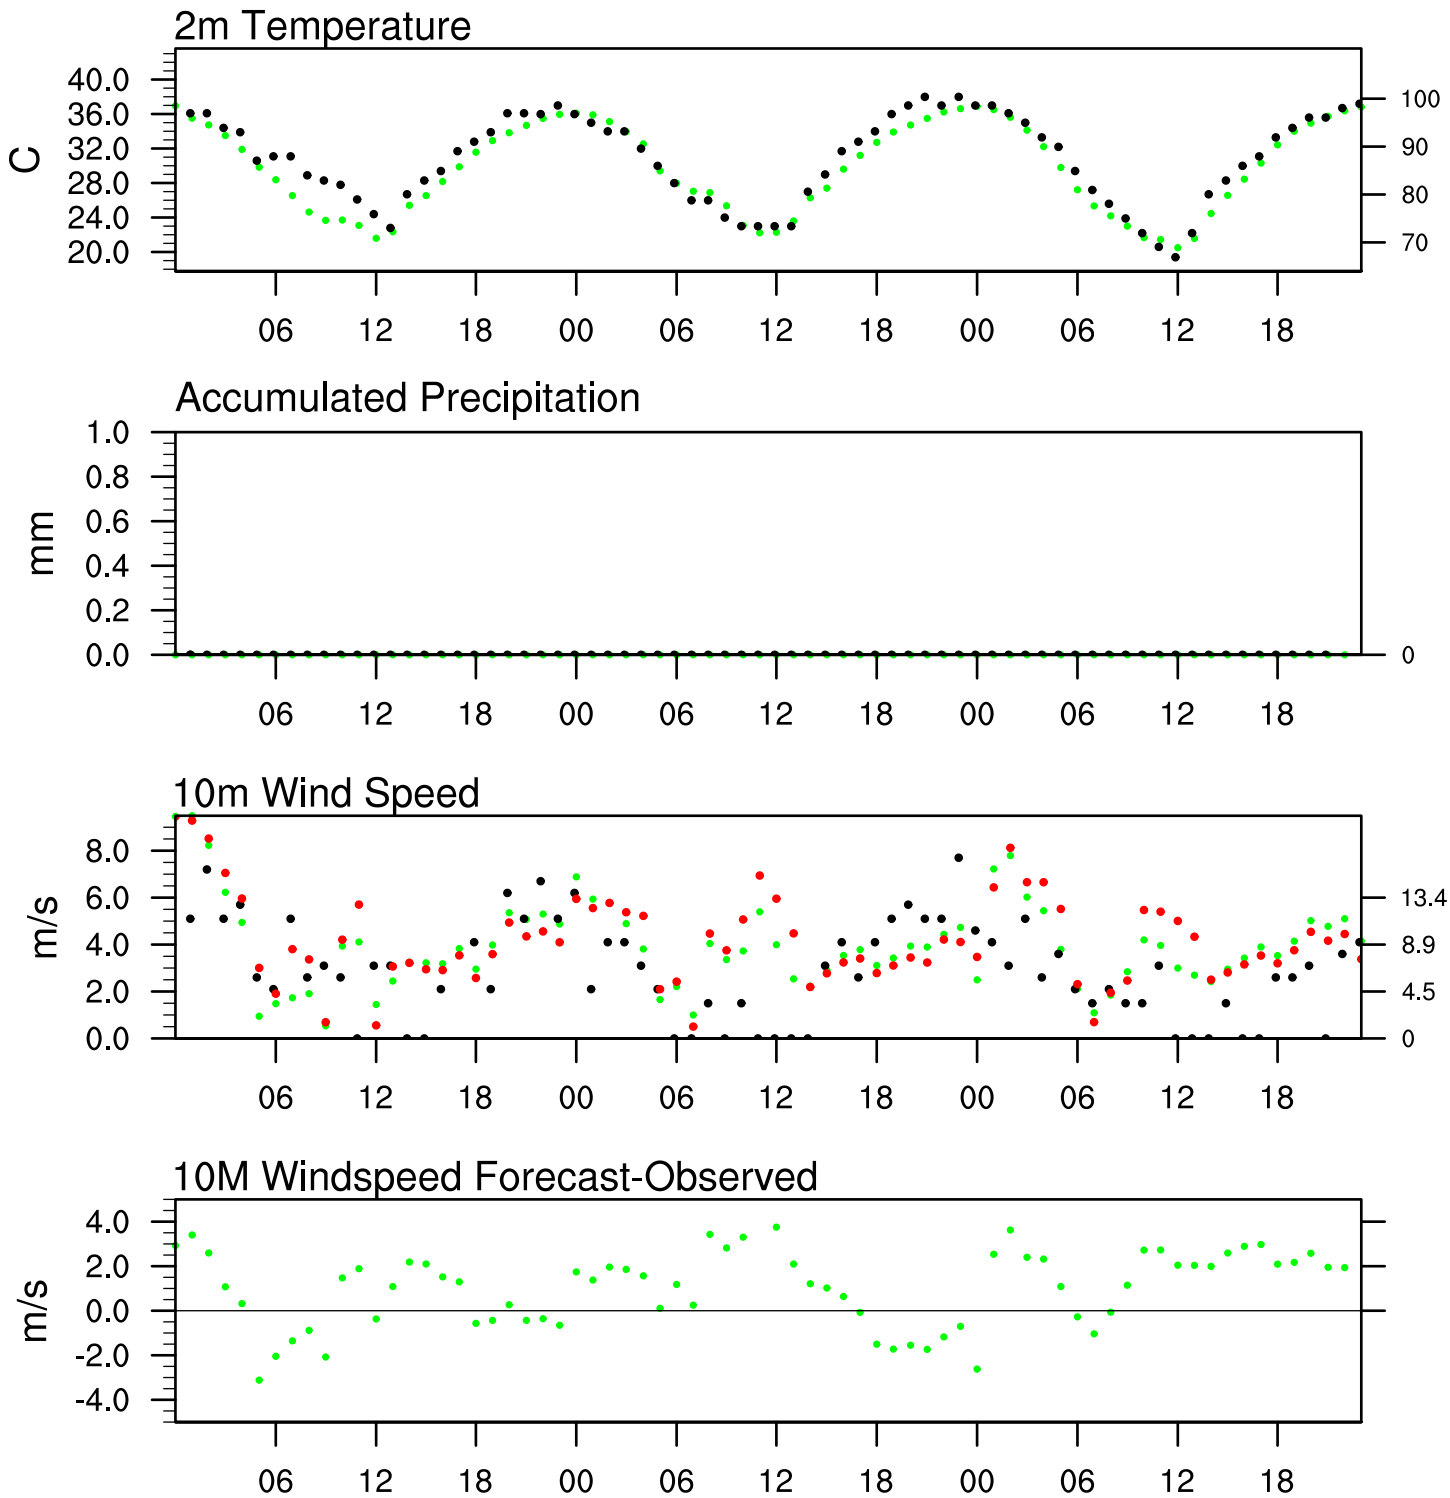 2m Temperature
40.0
36.0
32.0
28.0
24.0
20.0
C
100
90
80
70
06 12 18 00 06 12 18 00 06 12 18
Accumulated Precipitation
1.0
0.8
0.6
0.4
0.2
0.0
mm
0
06 12 18 00 06 12 18 00 06 12 18
10m Wind Speed
8.0
6.0
4.0
2.0
0.0
m/s
13.4
8.9
4.5
0
06 12 18 00 06 12 18 00 06 12 18
10M Windspeed Forecast-Observed
4.0
2.0
0.0
-2.0
-4.0
m/s
06 12 18 00 06 12 18 00 06 12 18